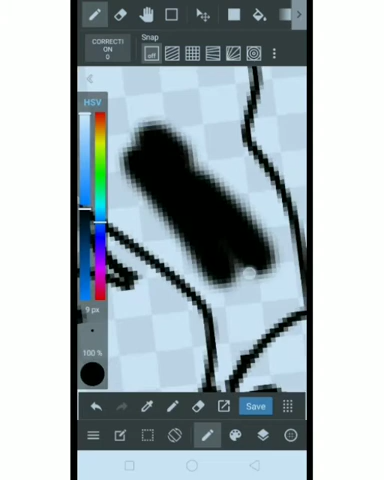 CORRECTI
ON
0
Snap
off
HSV
9 px
100 %
Save